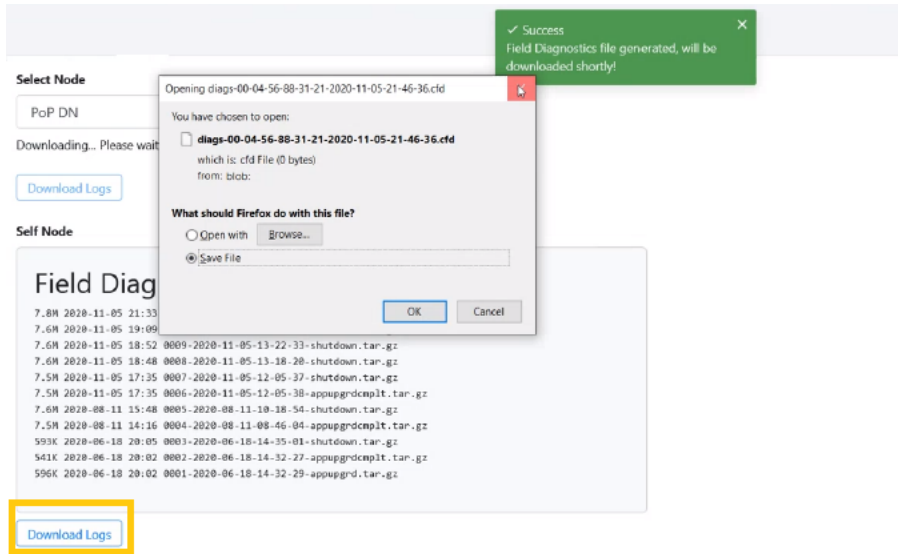 ✓ Success
Field Diagnostics file generated, will be
downloaded shortly!
Select Node
PoP DN
Downloading... Please wait
Download Logs
Opening diags-00-04-56-88-31-21-2020-11-05-21-46-36.cfd
You have chosen to open:
diags-00-04-56-88-31-21-2020-11-05-21-46-36.cfd
which is: cfd File (0 bytes)
from: blob:
What should Firefox do with this file?
Open with Browse...
Save File
OK Cancel
Self Node
Field Diag
7.8M 2020-11-05 21:33
7.6M 2020-11-05 19:09
7.6M 2020-11-05 18:52 0009-2020-11-05-13-22-33-shutdown.tar.gz
7.6M 2020-11-05 18:48 0008-2020-11-05-13-18-20-shutdown.tar.gz
7.5M 2020-11-05 17:35 0007-2020-11-05-12-05-37-shutdown.tar.gz
7.5M 2020-11-05 17:35 0006-2020-11-05-12-05-30-appupgrdcmplt.tar.gz
7.6M 2020-08-11 15:48 0005-2020-08-11-10-18-54-shutdown.tar.gz
7.5M 2020-08-11 14:16 0004-2020-08-11-08-46-04-appupgrdcmplt.tar.gz
593K 2020-06-18 20:05 0003-2020-06-18-14-35-01-shutdown.tar.gz
541K 2020-06-18 20:02 0002-2020-06-18-14-32-27-appupgrdcmplt.tar.gz
596K 2020-06-18 20:02 0001-2020-06-18-14-32-29-appupgrd.tar.gz
Download Logs